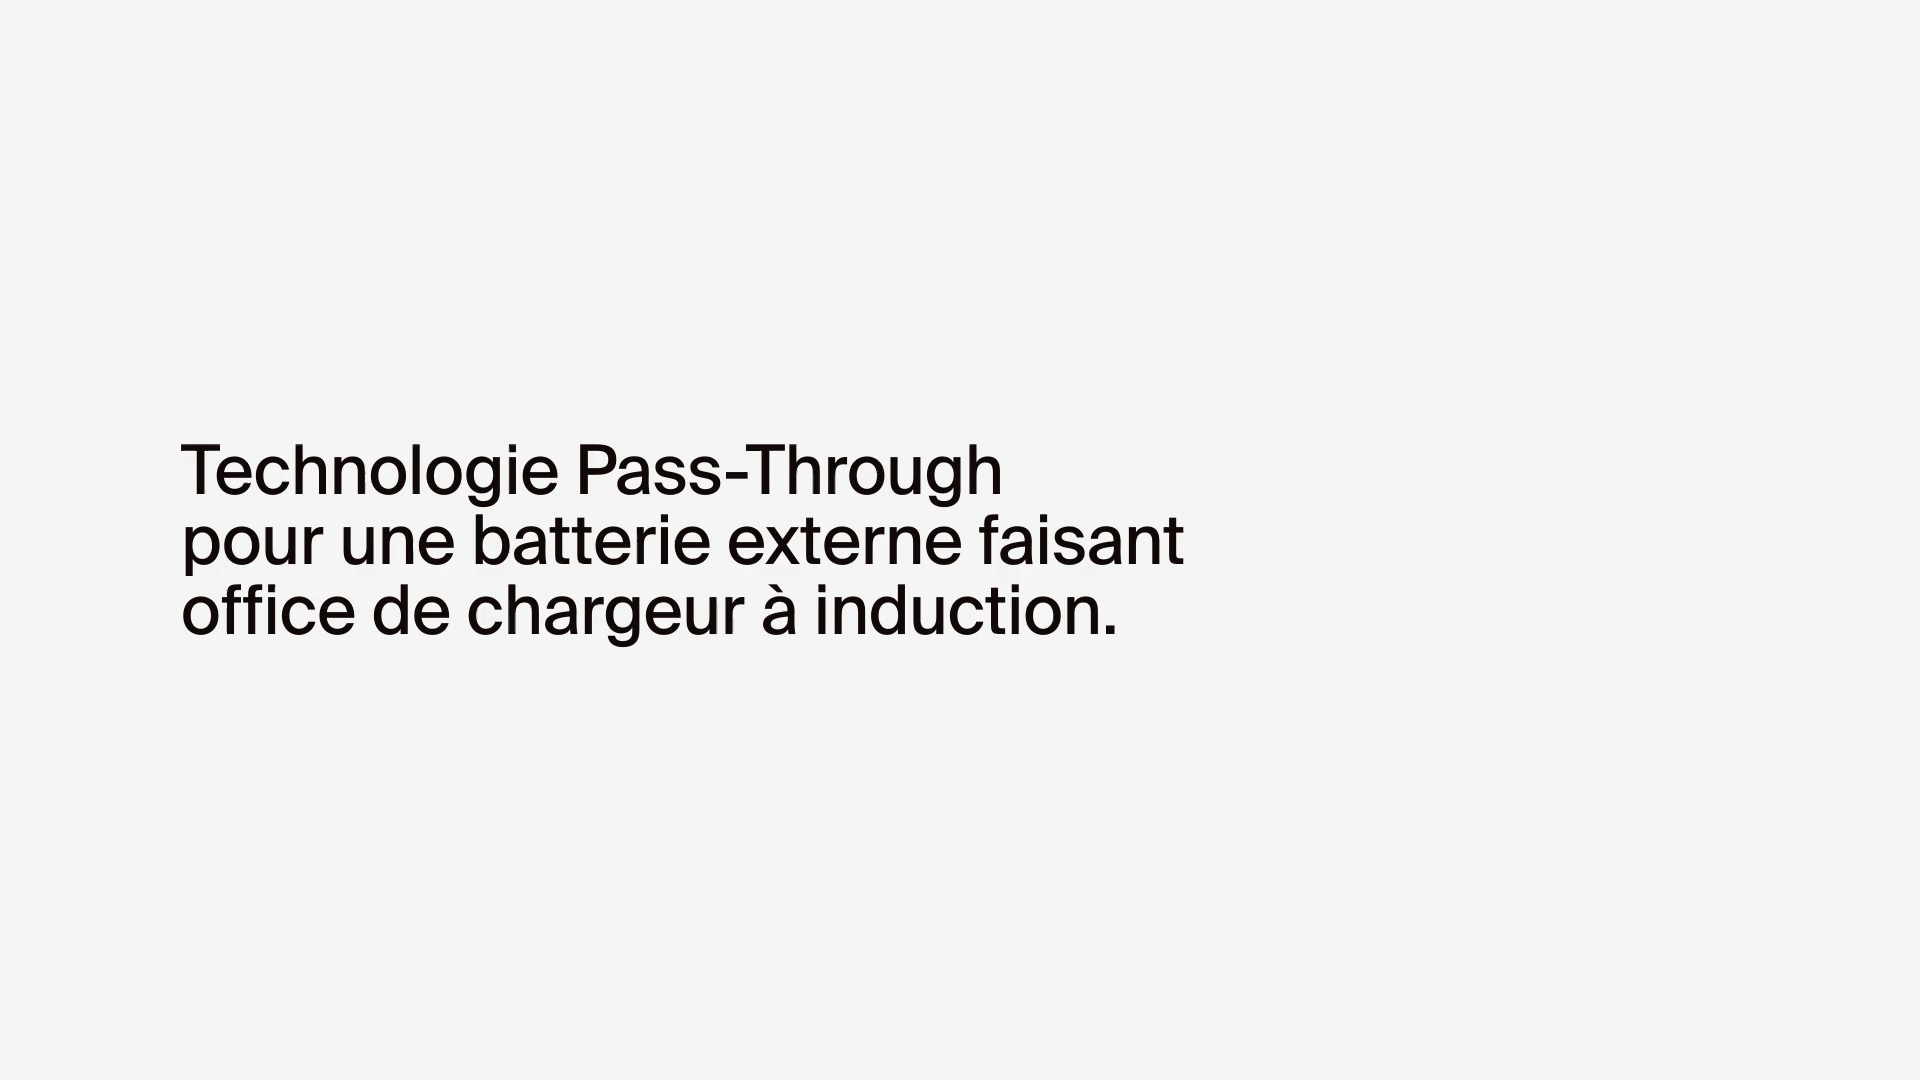 Technologie Pass-Through
pour une batterie externe faisant
office de chargeur à induction.